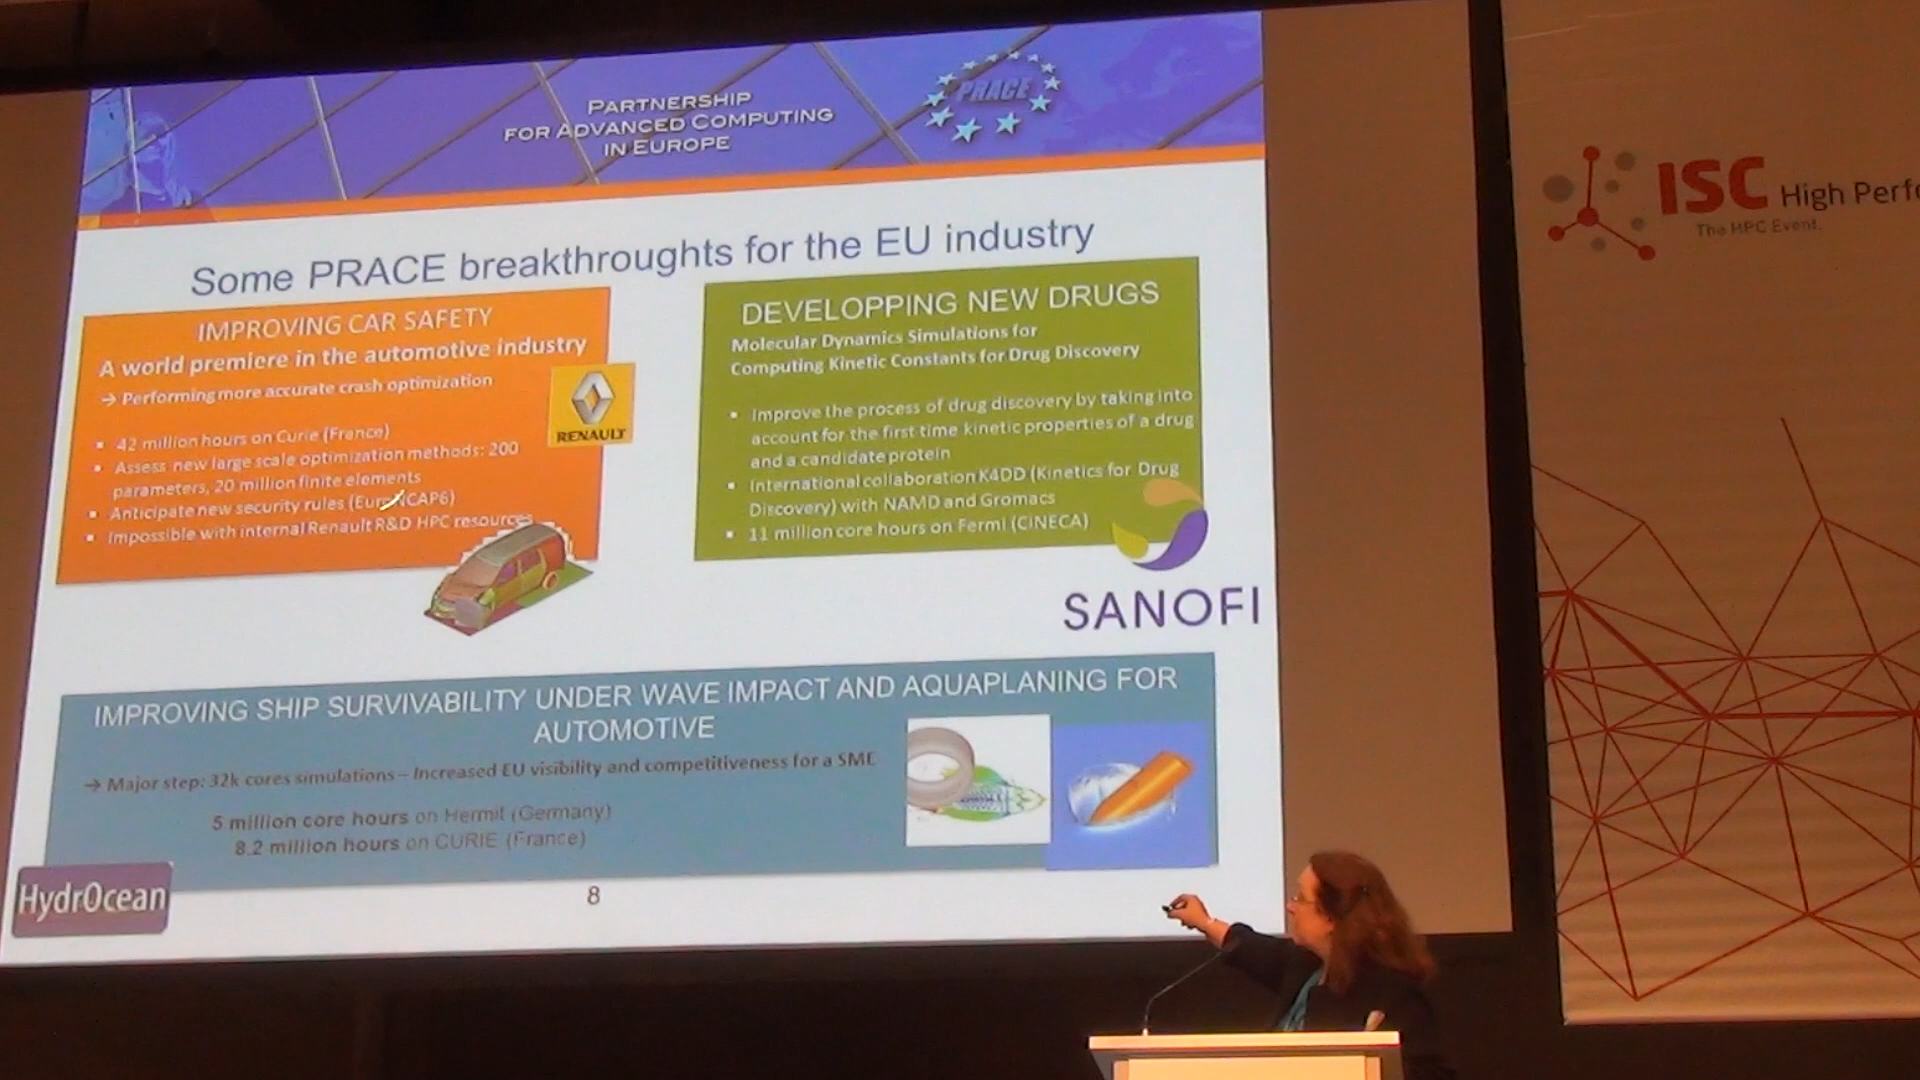 PARTNERSHIP
FOR ADVANCED COMPUTING
IN EUROPE
PRACE
Some PRACE breakthroughts for the EU industry
IMPROVING CAR SAFETY
A world premiere in the automotive industry
→ Performing more accurate crash optimization
▪ 42 million hours on Curie (France)
▪ Assess new large scale optimization methods: 200
parameters, 20 million finite elements
▪ Anticipate new security rules (Euro NCAP6)
▪ Impossible with internal Renault R&D HPC resources
RENAULT
DEVELOPPING NEW DRUGS
Molecular Dynamics Simulations for
Computing Kinetic Constants for Drug Discovery
▪ Improve the process of drug discovery by taking into
account for the first time kinetic properties of a drug
and a candidate protein
▪ International collaboration K4DD (Kinetics for Drug
Discovery) with NAMD and Gromacs
▪ 11 million core hours on Fermi (CINECA)
SANOFI
IMPROVING SHIP SURVIVABILITY UNDER WAVE IMPACT AND AQUAPLANING FOR
AUTOMOTIVE
→ Major step: 32k cores simulations – Increased EU visibility and competitiveness for a SME
5 million core hours on Hermit (Germany)
8.2 million hours on CURIE (France)
HydrOcean
8
ISC High Perfo
The HPC Event.